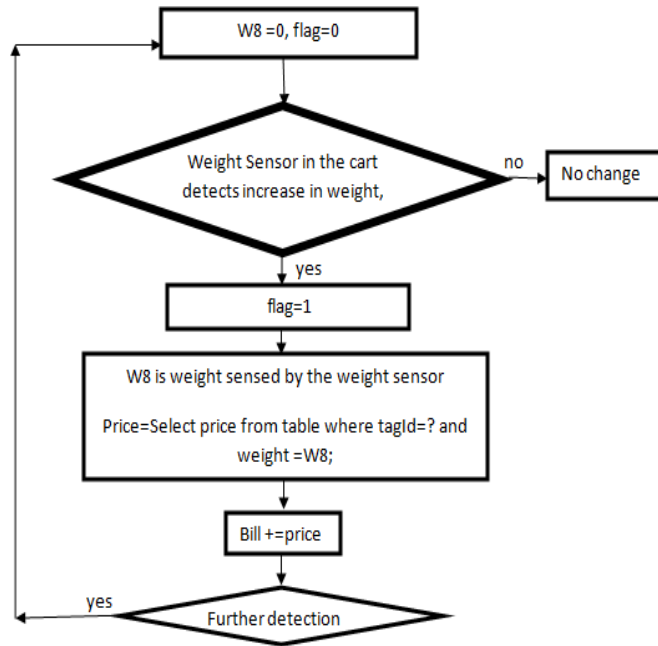 W8 =0, flag=0
Weight Sensor in the cart
detects increase in weight,
no
No change
yes
flag=1
W8 is weight sensed by the weight sensor
Price=Select price from table where tagId=? and
weight =W8;
Bill +=price
yes
Further detection